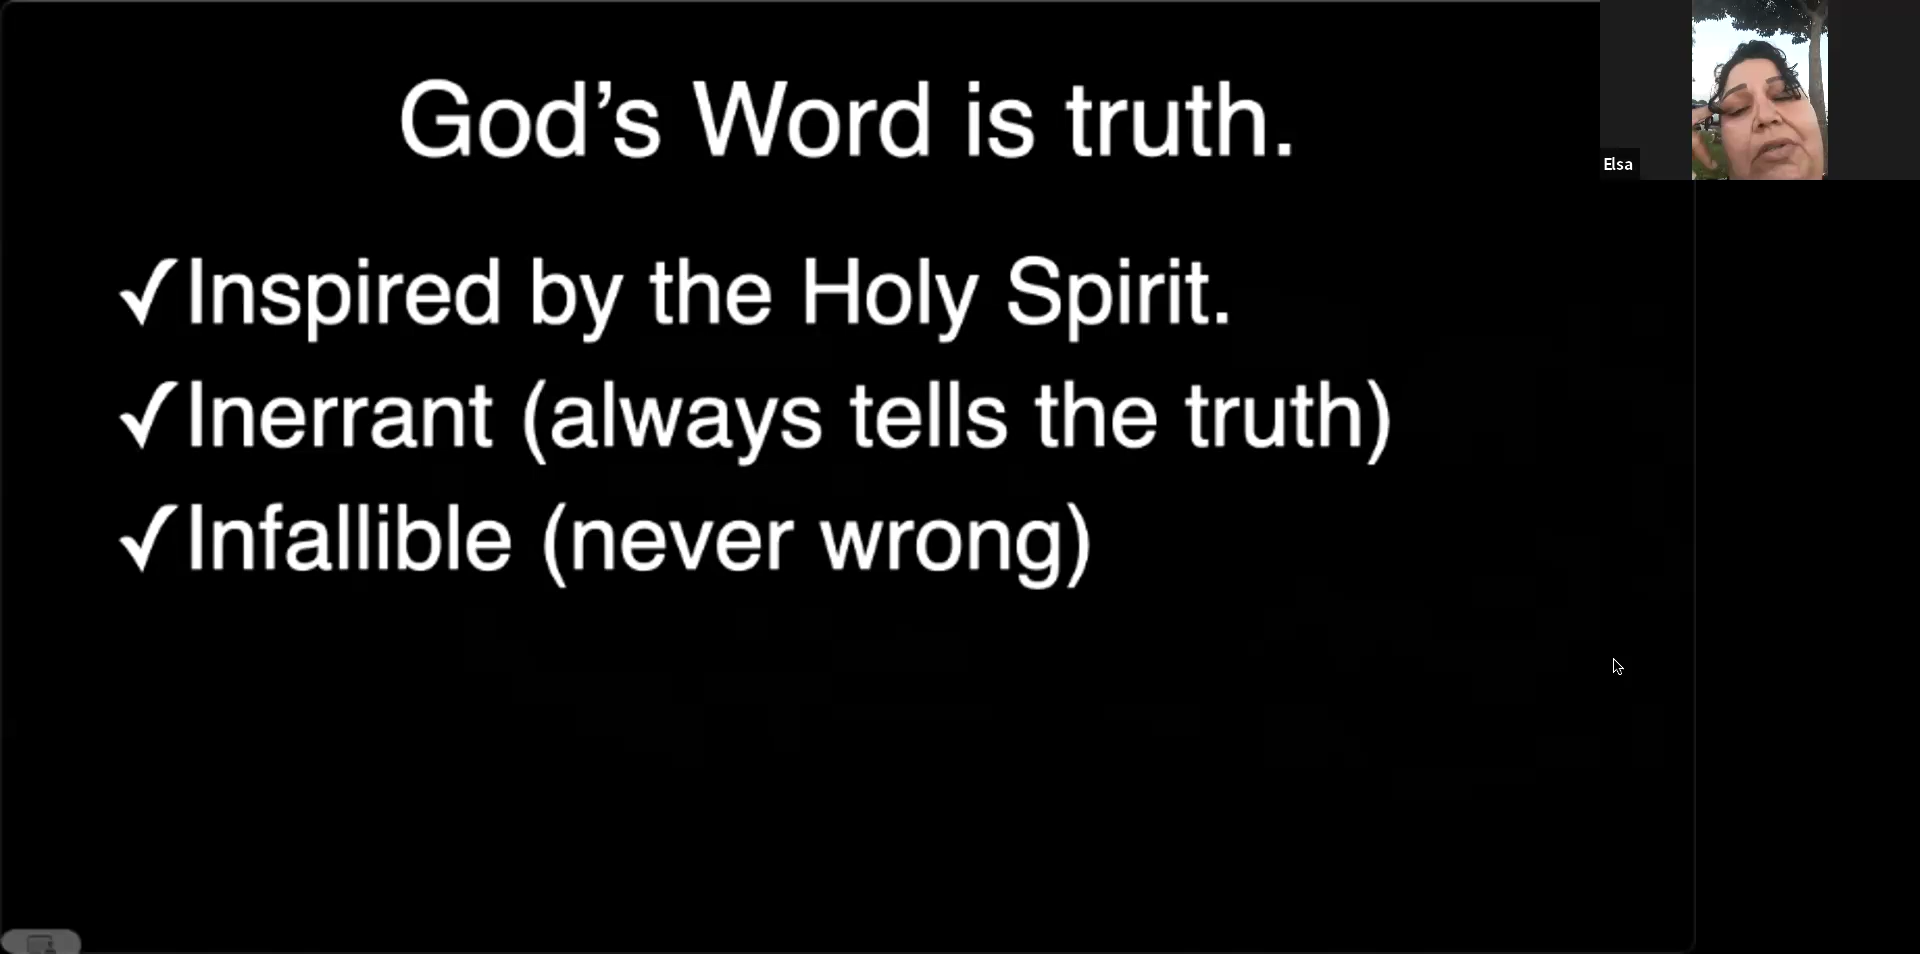 God’s Word is truth.
✓Inspired by the Holy Spirit.
✓Inerrant (always tells the truth)
✓Infallible (never wrong)
Elsa